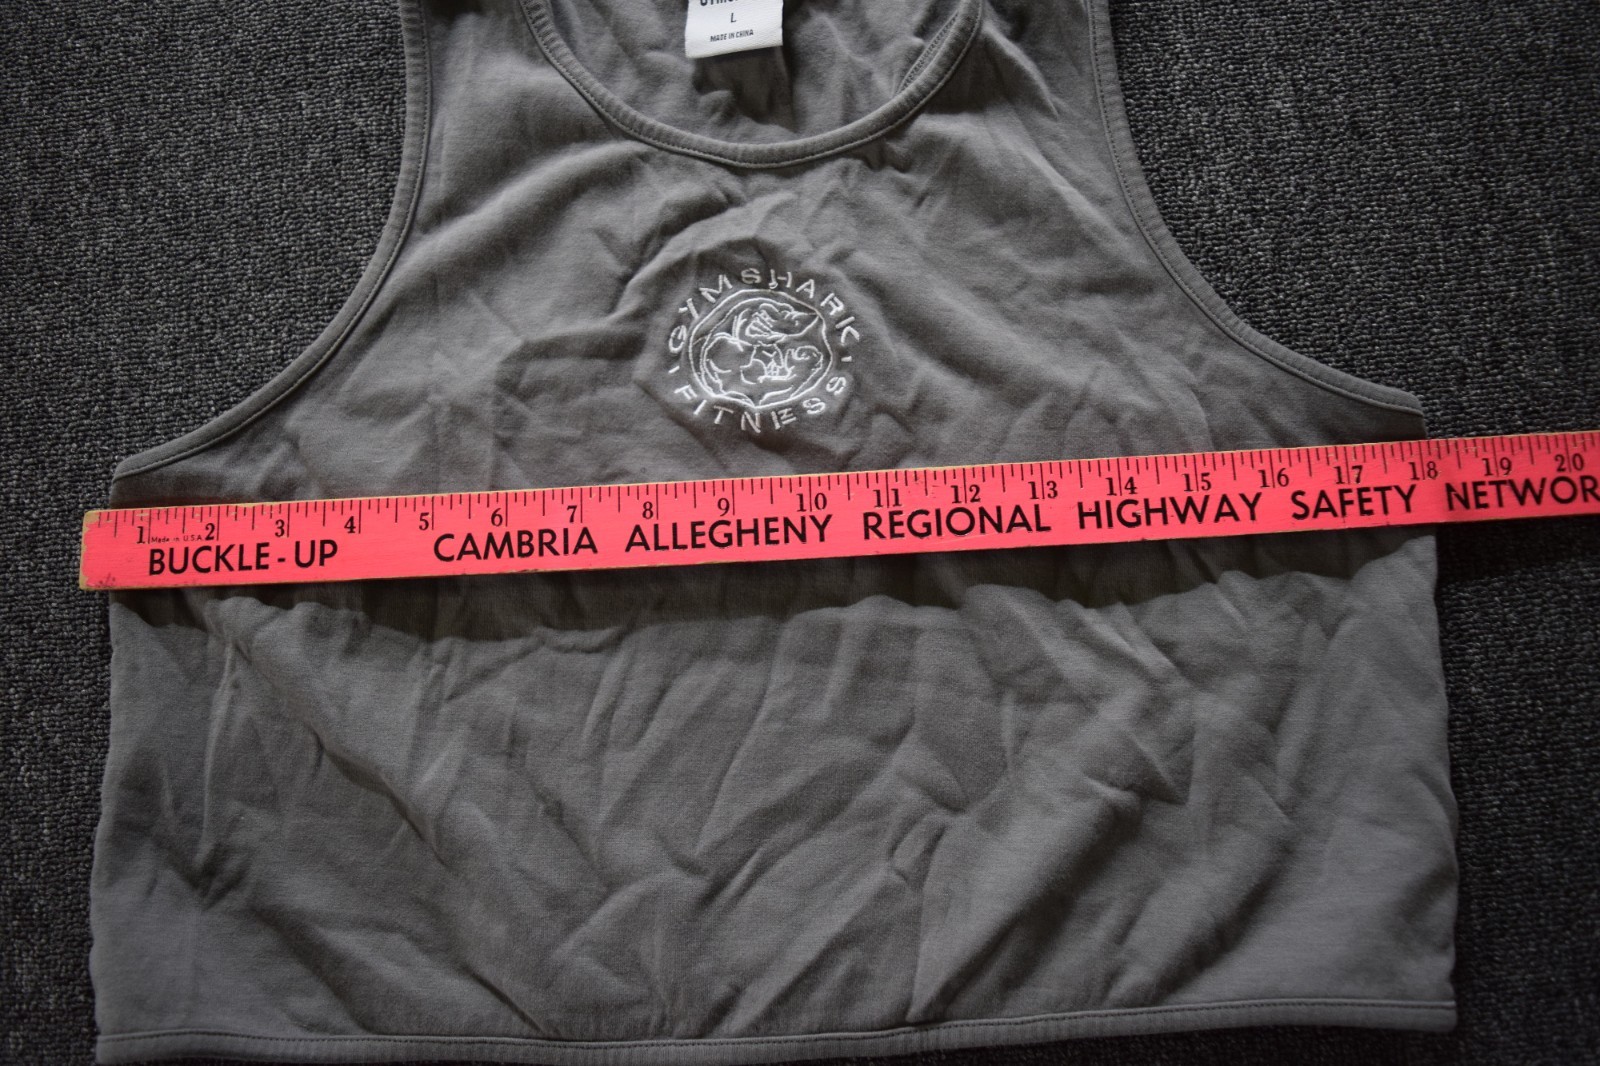 L
MADE IN CHINA
GYMSHARK
FITNESS
1 2 3 4 5 6 7 8 9 10 11 12 13 14 15 16 17 18 19 20
Made in U.S.A.
BUCKLE-UP CAMBRIA ALLEGHENY REGIONAL HIGHWAY SAFETY